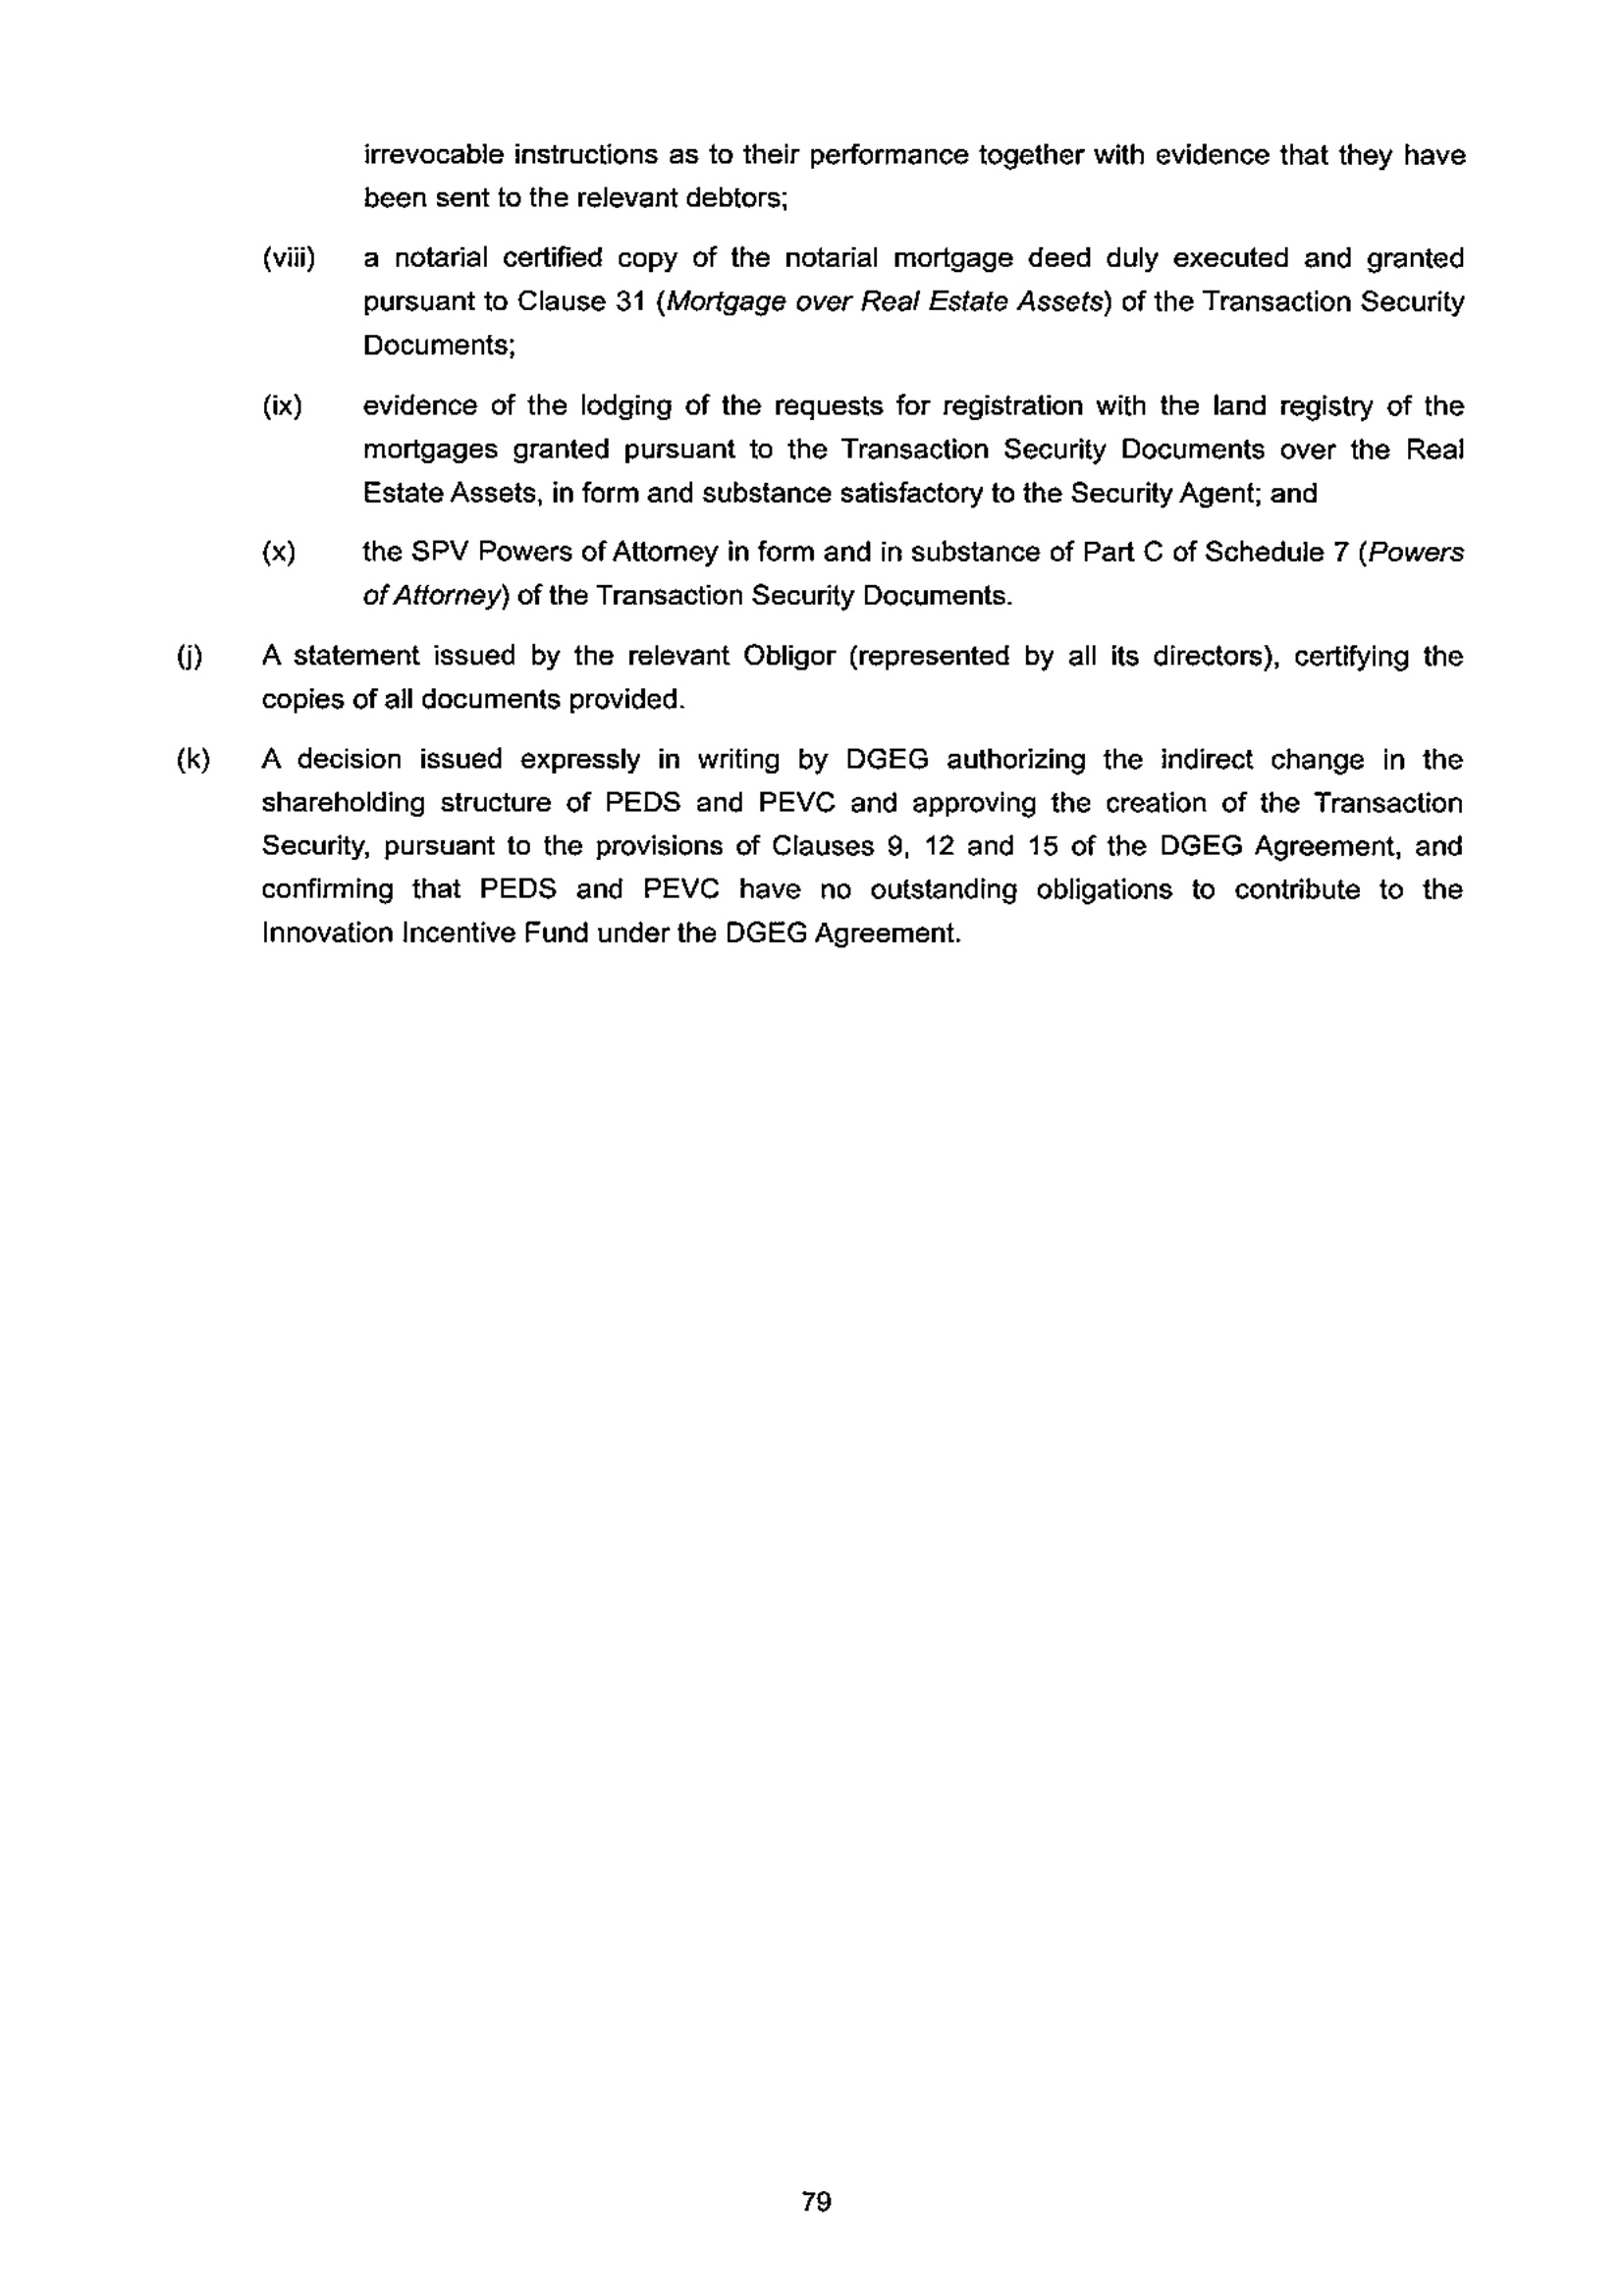 irrevocable instructions as to their performance together with evidence that they have
been sent to the relevant debtors;
(viii) a notarial certified copy of the notarial mortgage deed duly executed and granted
pursuant to Clause 31 (Mortgage over Real Estate Assets) of the Transaction Security
Documents;
(ix) evidence of the lodging of the requests for registration with the land registry of the
mortgages granted pursuant to the Transaction Security Documents over the Real
Estate Assets, in form and substance satisfactory to the Security Agent; and
(x) the SPV Powers of Attorney in form and in substance of Part C of Schedule 7 (Powers
of Attorney) of the Transaction Security Documents.
(j) A statement issued by the relevant Obligor (represented by all its directors), certifying the
copies of all documents provided.
(k) A decision issued expressly in writing by DGEG authorizing the indirect change in the
shareholding structure of PEDS and PEVC and approving the creation of the Transaction
Security, pursuant to the provisions of Clauses 9, 12 and 15 of the DGEG Agreement, and
confirming that PEDS and PEVC have no outstanding obligations to contribute to the
Innovation Incentive Fund under the DGEG Agreement.
79